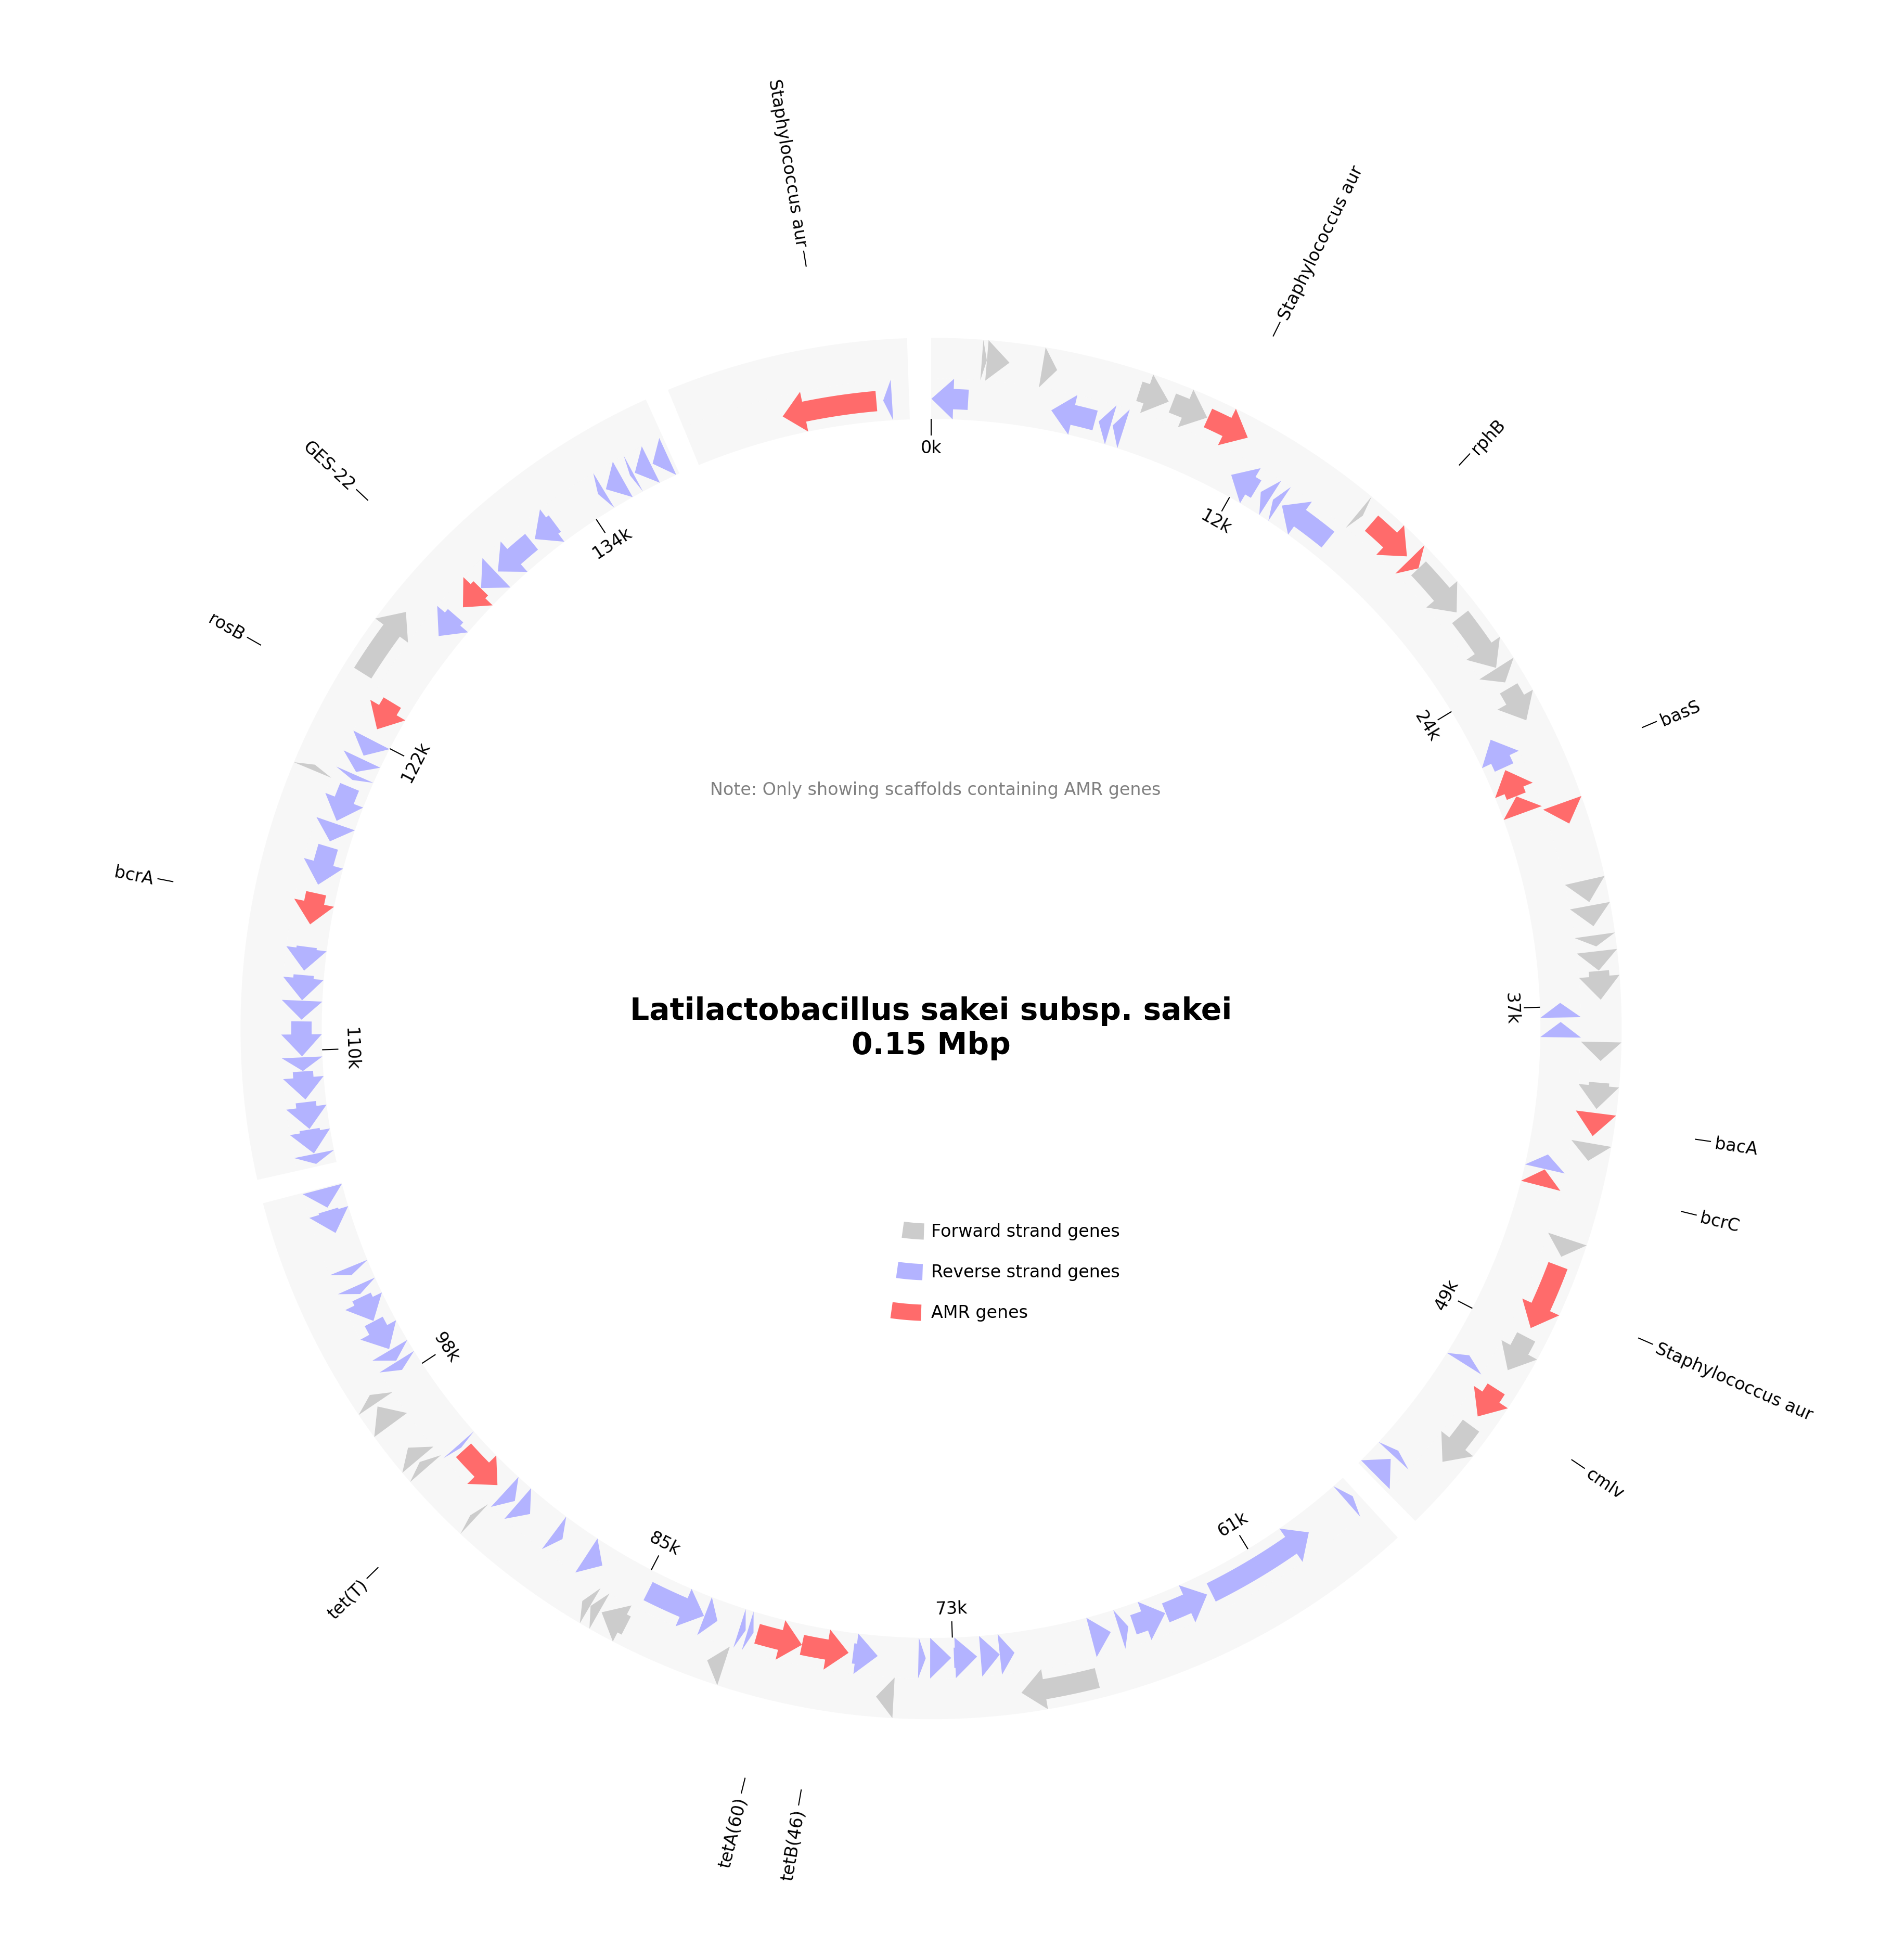 Staphylococcus aur
Staphylococcus aur
rphB
GES-22
rosB
basS
bcrA
0k
12k
24k
37k
49k
61k
73k
85k
98k
110k
122k
134k
Note: Only showing scaffolds containing AMR genes
Latilactobacillus sakei subsp. sakei
0.15 Mbp
bacA
bcrC
Forward strand genes
Reverse strand genes
AMR genes
Staphylococcus aur
cmlv
tet(T)
tetA(60)
tetB(46)